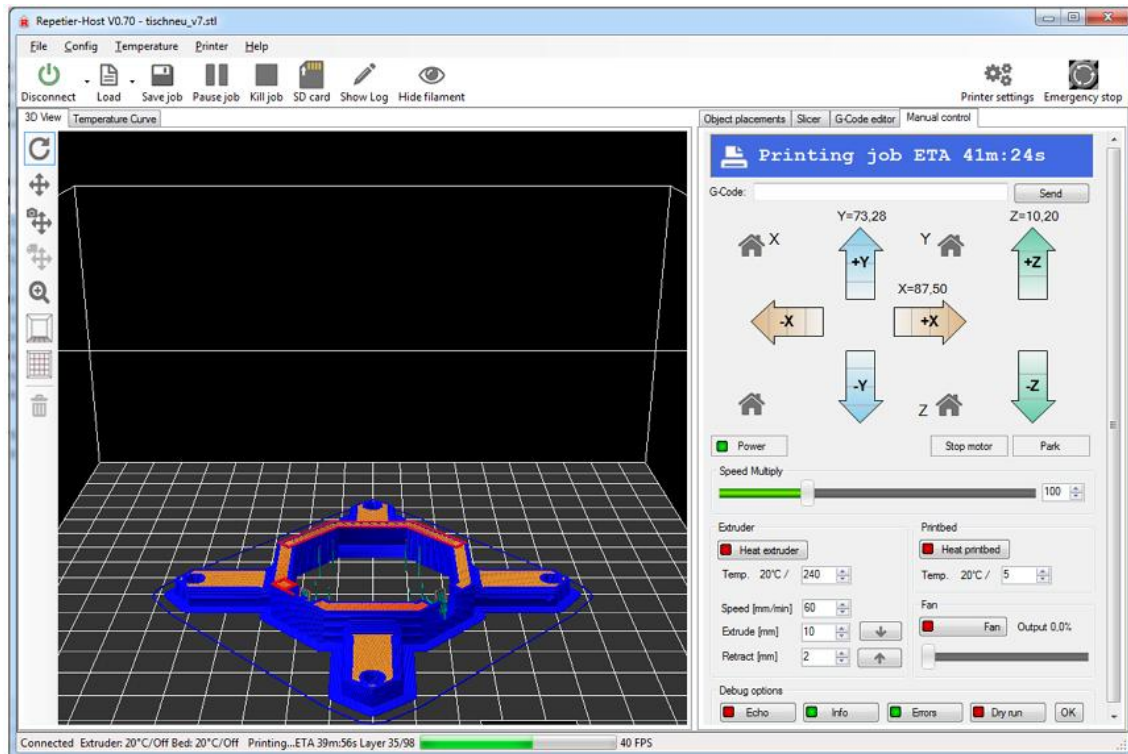 Repetier-Host V0.70 - tischneu_v7.stl
File Config Temperature Printer Help
Disconnect Load Save job Pause job Kill job SD card Show Log Hide filament Printer settings Emergency stop
3D View Temperature Curve Object placements Slicer G-Code editor Manual control
Printing job ETA 41m:24s
G-Code: Send
Y=73,28 Z=10,20
X +Y Y +Z
X=87,50
-X +X
-Y Z -Z
Power Stop motor Park
Speed Multiply
100
Extruder Printbed
Heat extruder Heat printbed
Temp. 20°C / 240 Temp. 20°C / 5
Speed [mm/min] 60 Fan
Extrude [mm] 10 Fan Output 0,0%
Retract [mm] 2
Debug options
Echo Info Errors Dry run OK
Connected Extruder: 20°C/Off Bed: 20°C/Off Printing...ETA 39m:56s Layer 35/98 40 FPS